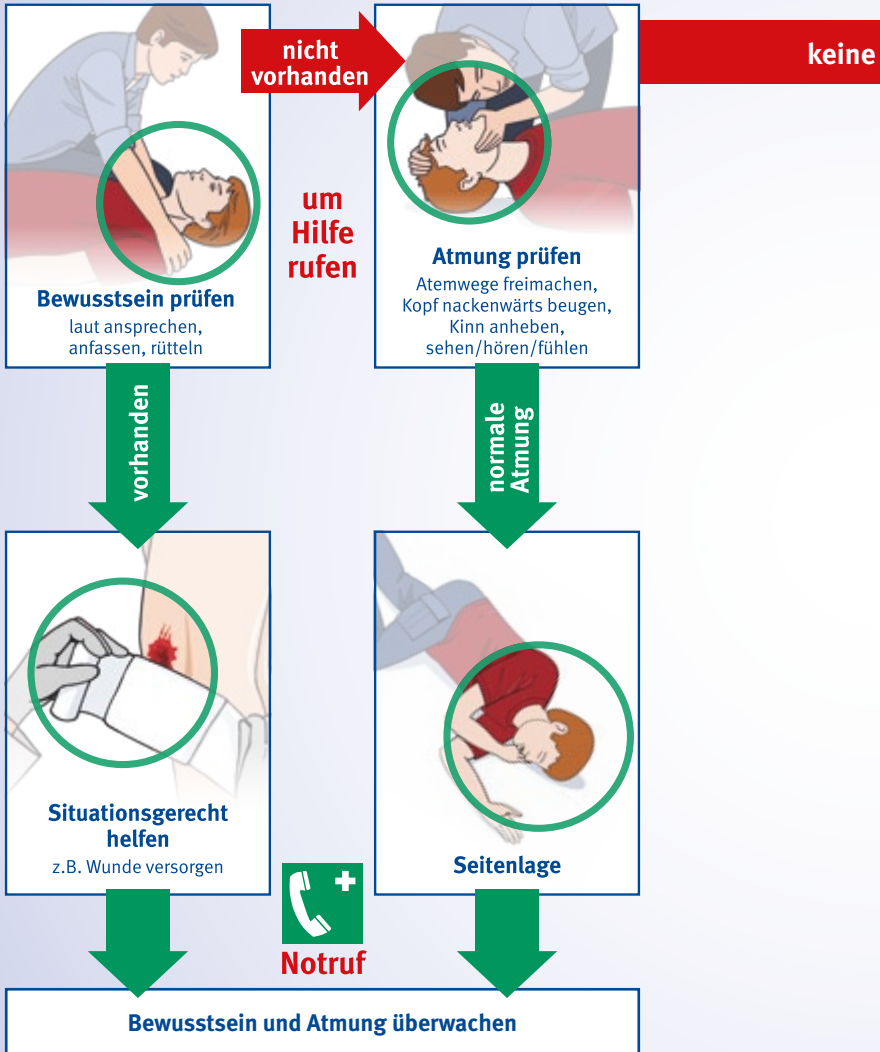 nicht
vorhanden
keine
um
Hilfe
rufen
Bewusstsein prüfen
laut ansprechen,
anfassen, rütteln
Atmung prüfen
Atemwege freimachen,
Kopf nackenwärts beugen,
Kinn anheben,
sehen/hören/fühlen
vorhanden
normale
Atmung
Situationsgerecht
helfen
z.B. Wunde versorgen
Seitenlage
Notruf
Bewusstsein und Atmung überwachen